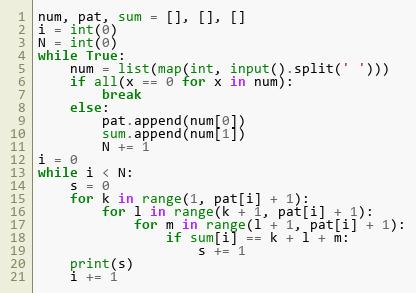 1 num, pat, sum = [], [], []
2 i = int(0)
3 N = int(0)
4 while True:
5     num = list(map(int, input().split(' ')))
6     if all(x == 0 for x in num):
7         break
8     else:
9         pat.append(num[0])
10         sum.append(num[1])
11         N += 1
12 i = 0
13 while i < N:
14     s = 0
15     for k in range(1, pat[i] + 1):
16         for l in range(k + 1, pat[i] + 1):
17             for m in range(l + 1, pat[i] + 1):
18                 if sum[i] == k + l + m:
19                     s += 1
20     print(s)
21     i += 1